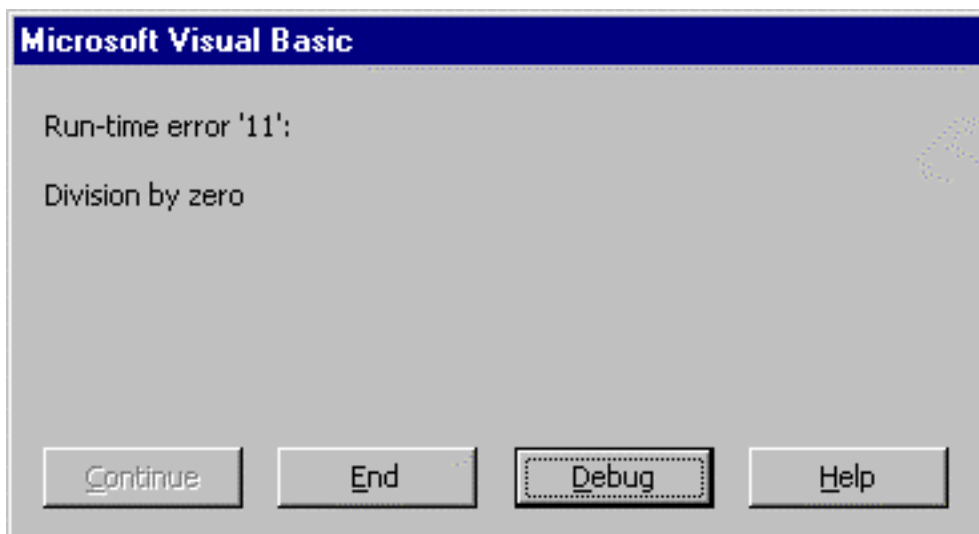 Microsoft Visual Basic
Run-time error '11':
Division by zero
Continue End Debug Help